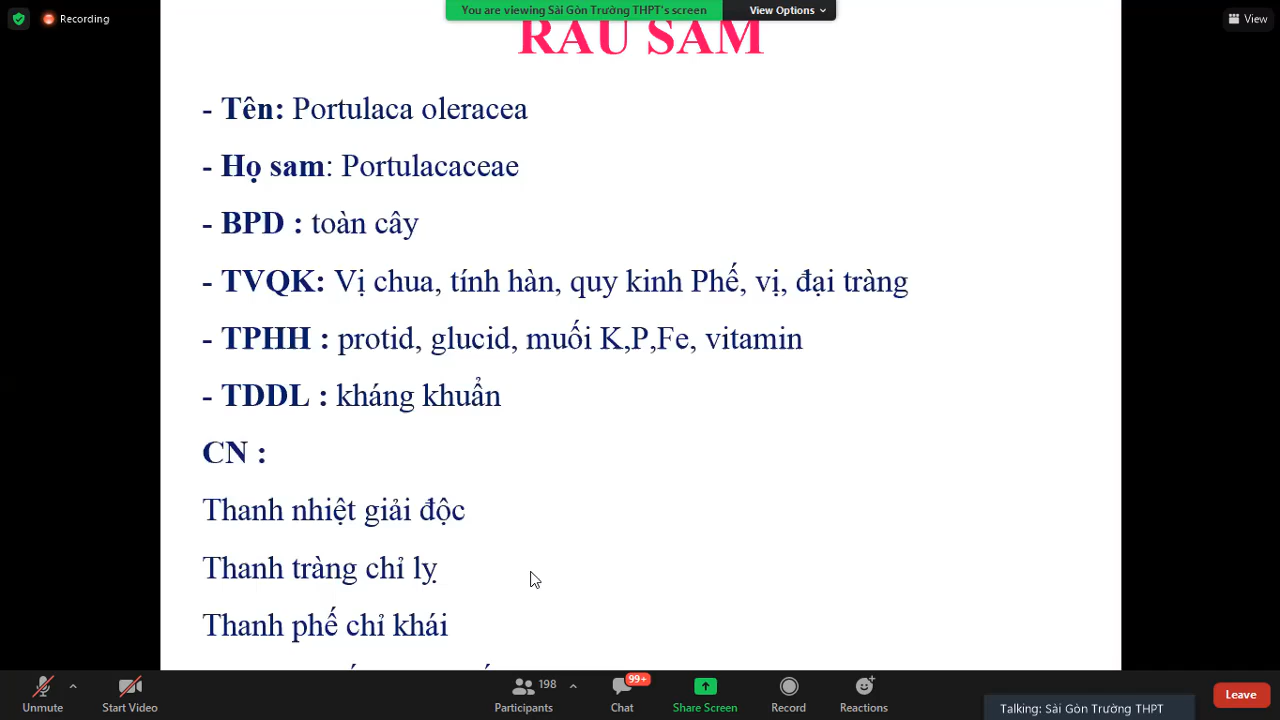 You are viewing Sài Gòn Trường THPT's screen
View Options
Recording
View
RAU SAM
- Tên: Portulaca oleracea
- Họ sam: Portulacaceae
- BPD : toàn cây
- TVQK: Vị chua, tính hàn, quy kinh Phế, vị, đại tràng
- TPHH : protid, glucid, muối K,P,Fe, vitamin
- TDDL : kháng khuẩn
CN :
Thanh nhiệt giải độc
Thanh tràng chỉ lỵ
Thanh phế chỉ khái
198
99+
Unmute
Start Video
Participants
Chat
Share Screen
Record
Reactions
Talking: Sài Gòn Trường THPT
Leave